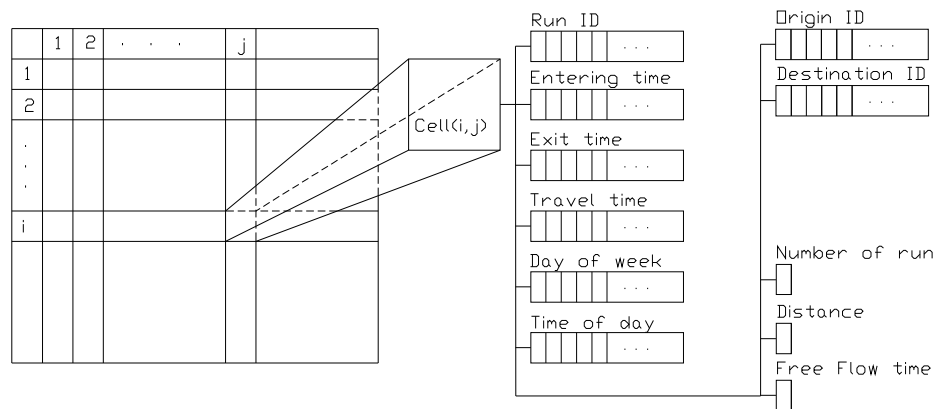 1 2 . . . j
1
2
.
.
.
i
Cell(i,j)
Run ID
. . .
Entering time
. . .
Exit time
. . .
Travel time
. . .
Day of week
. . .
Time of day
. . .
Origin ID
. . .
Destination ID
. . .
Number of run
Distance
Free Flow time